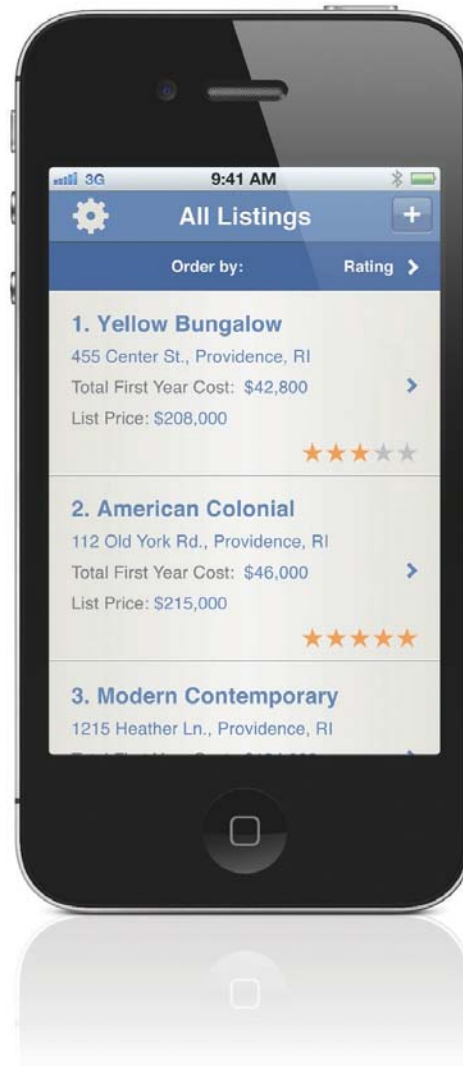 3G 9:41 AM
All Listings
+
Order by: Rating
1. Yellow Bungalow
455 Center St., Providence, RI
Total First Year Cost: $42,800
List Price: $208,000
2. American Colonial
112 Old York Rd., Providence, RI
Total First Year Cost: $46,000
List Price: $215,000
3. Modern Contemporary
1215 Heather Ln., Providence, RI